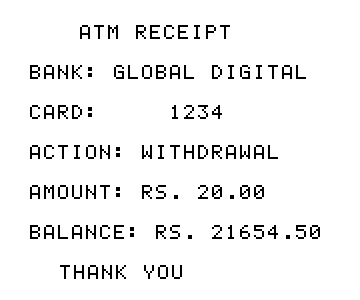 ATM RECEIPT
BANK: GLOBAL DIGITAL
CARD: 1234
ACTION: WITHDRAWAL
AMOUNT: RS. 20.00
BALANCE: RS. 21654.50
THANK YOU